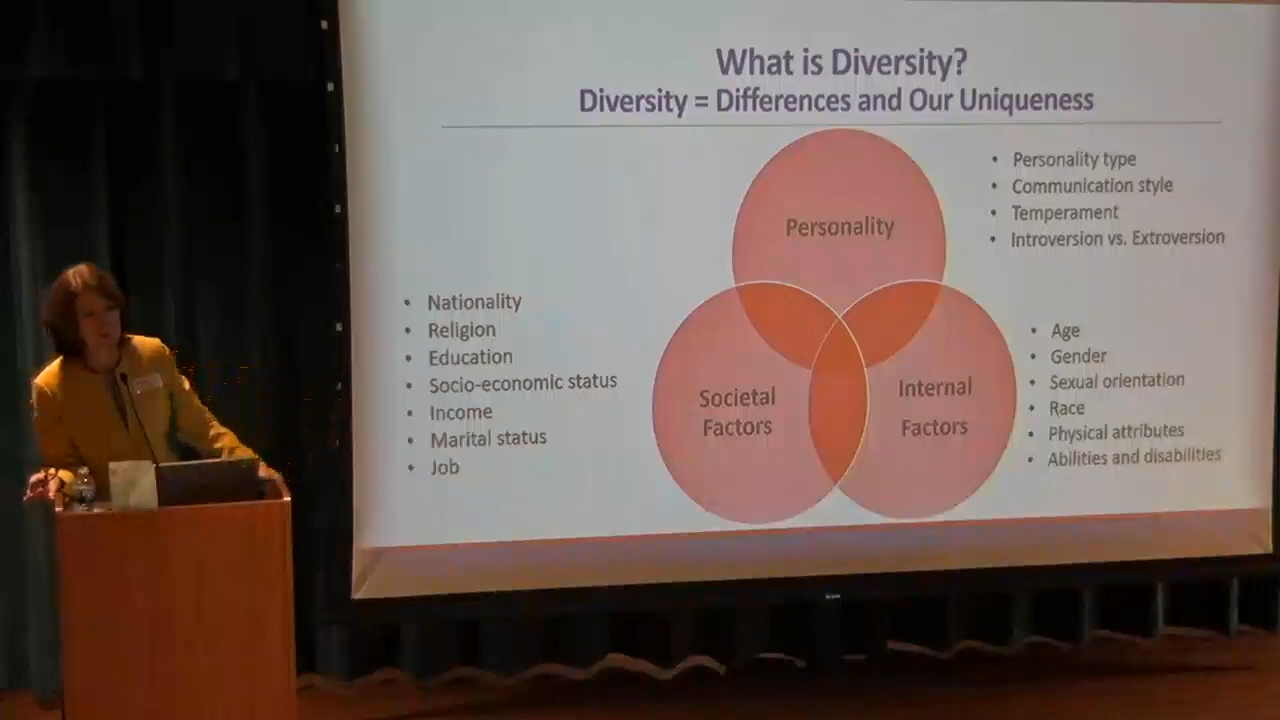 What is Diversity?
Diversity = Differences and Our Uniqueness
Personality
• Personality type
• Communication style
• Temperament
• Introversion vs. Extroversion
• Nationality
• Religion
• Education
• Socio-economic status
• Income
• Marital status
• Job
Societal
Factors
Internal
Factors
• Age
• Gender
• Sexual orientation
• Race
• Physical attributes
• Abilities and disabilities